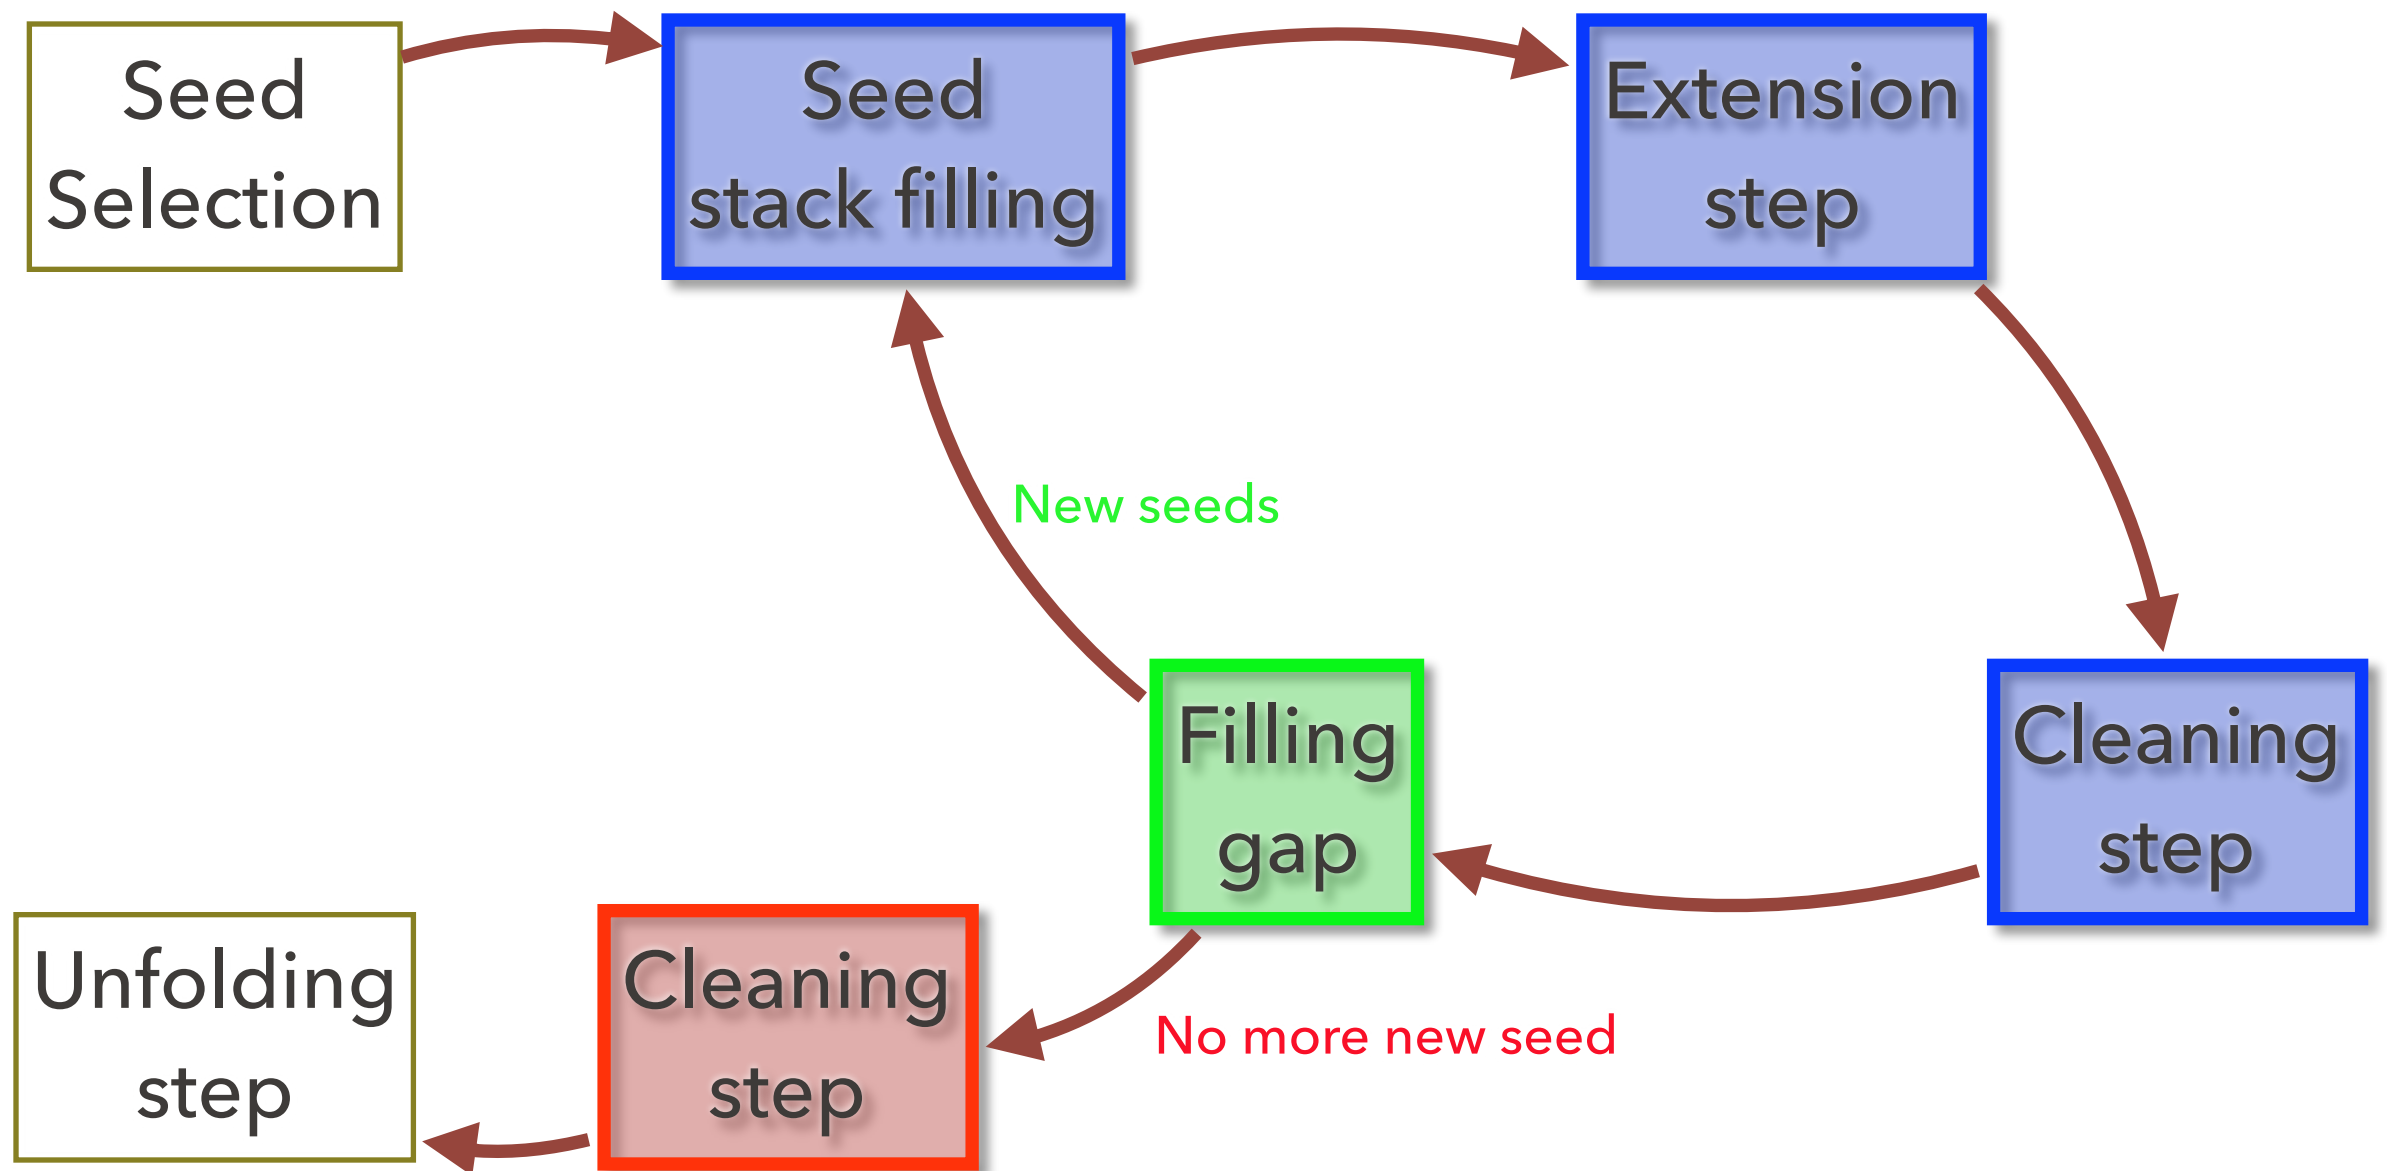 Seed
Selection
Seed
stack filling
Extension
step
New seeds
Filling
gap
Cleaning
step
No more new seed
Cleaning
step
Unfolding
step